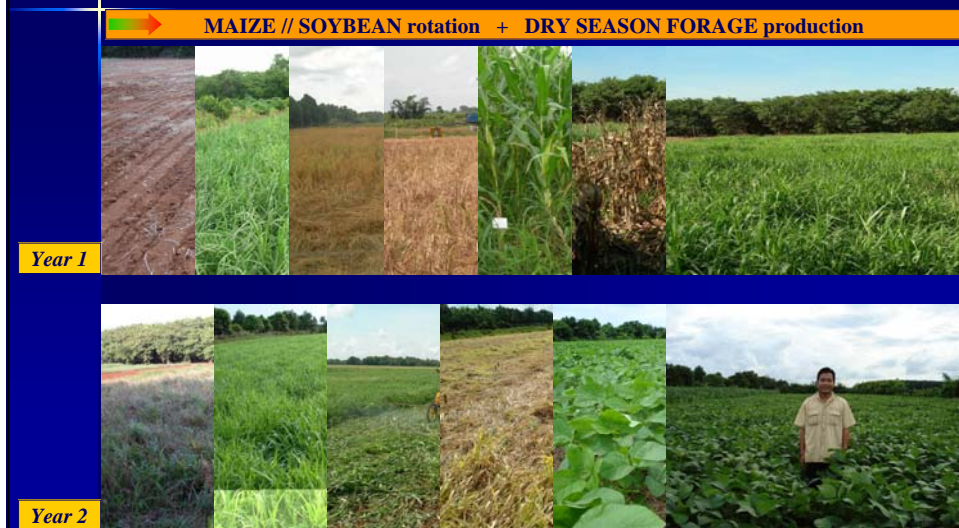 MAIZE // SOYBEAN rotation + DRY SEASON FORAGE production
Year 1
Year 2